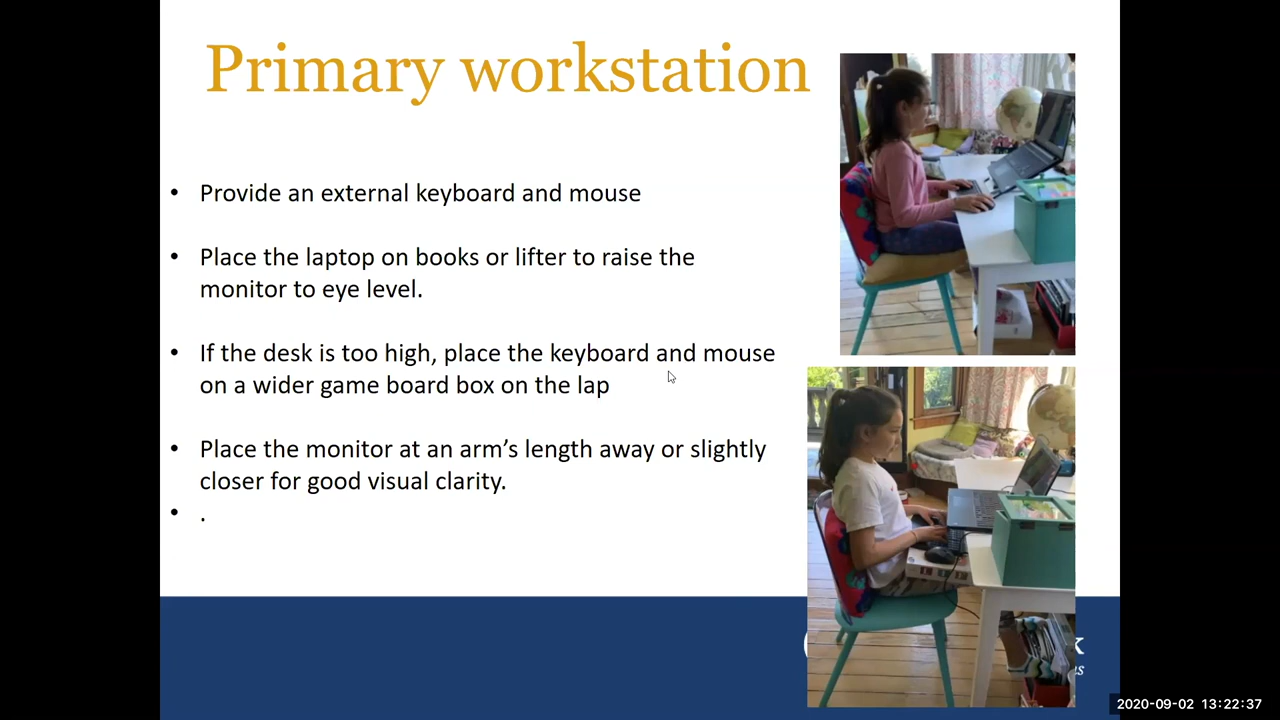 Primary workstation
• Provide an external keyboard and mouse
• Place the laptop on books or lifter to raise the
monitor to eye level.
• If the desk is too high, place the keyboard and mouse
on a wider game board box on the lap
• Place the monitor at an arm’s length away or slightly
closer for good visual clarity.
• .
2020-09-02 13:22:37